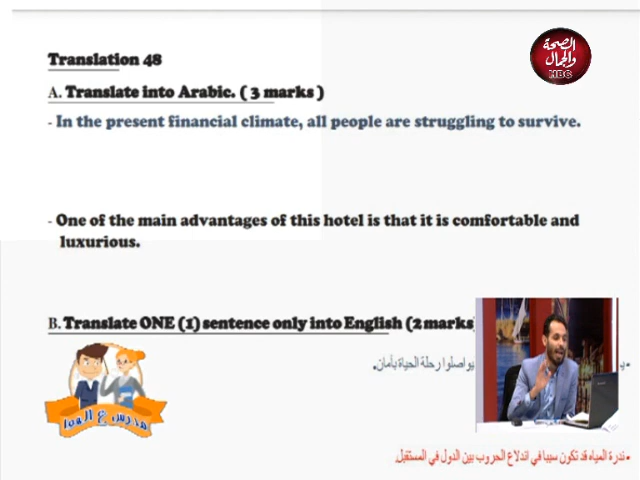 الصحة
والجمال
HBC
Translation 48
A. Translate into Arabic. ( 3 marks )
- In the present financial climate, all people are struggling to survive.
- One of the main advantages of this hotel is that it is comfortable and
luxurious.
B. Translate ONE (1) sentence only into English (2 marks)
يواصلوا رحلة الحياة بأمان.
مدرس ع الهوا
- ندرة المياه قد تكون سببا في اندلاع الحروب بين الدول في المستقبل.